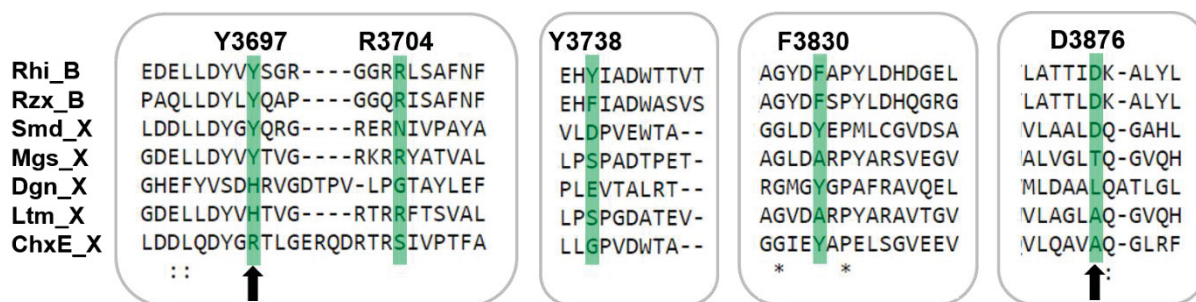 Y3697 R3704 Y3738 F3830 D3876
Rhi_B EDELLDYVYSGR----GGRRLSAFNF EHYIADWTTVT AGYDFAPYLDHDGEL LATTIDK-ALYL
Rzx_B PAQLLDYLYQAP----GGQRISAFNF EHFIADWASVS AGYDFSPYLDHQGRG LATTLDK-ALYL
Smd_X LDDLLDYGYQRG----RERNIVPAYA VLDPVEWTA-- GGLDYEPMLCGVDSA VLAALDQ-GAHL
Mgs_X GDELLDYVYTVG----RKRRYATVAL LPSPADTPET- AGLDARPYARSVEGV ALVGLTQ-GVQH
Dgn_X GHEFYVSDHRVGDTPV-LPGTAYLEF PLEVTALRT-- RGMGYGPAFRAVQEL MLDAALQATLGL
Ltm_X GDELLDYVHTVG----RTRRFTSVAL LPSPGDATEV- AGVDARPYARAVTGV VLAGLAQ-GVQH
ChxE_X LDDLQDYGRTLGERQDRTRSIVPTFA LLGPVDWTA-- GGIEYAPELSGVEEV VLQAVAQ-GLRF
:: * * :